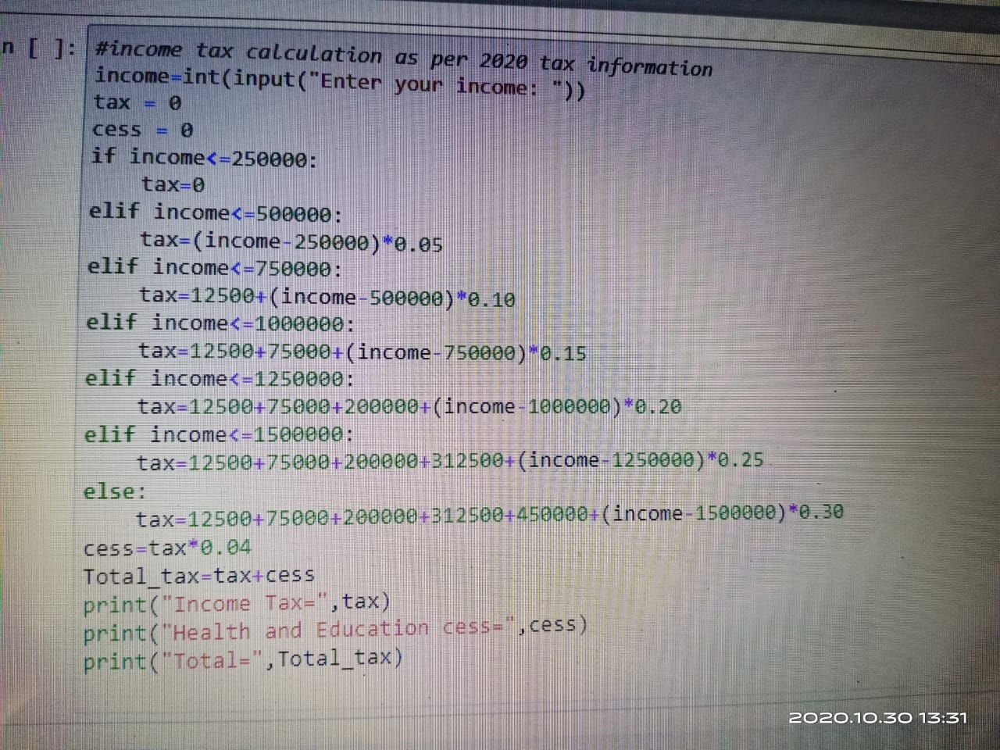 n [ ]:
#income tax calculation as per 2020 tax information
income=int(input("Enter your income: "))
tax = 0
cess = 0
if income<=250000:
    tax=0
elif income<=500000:
    tax=(income-250000)*0.05
elif income<=750000:
    tax=12500+(income-500000)*0.10
elif income<=1000000:
    tax=12500+75000+(income-750000)*0.15
elif income<=1250000:
    tax=12500+75000+200000+(income-1000000)*0.20
elif income<=1500000:
    tax=12500+75000+200000+312500+(income-1250000)*0.25
else:
    tax=12500+75000+200000+312500+450000+(income-1500000)*0.30
cess=tax*0.04
Total_tax=tax+cess
print("Income Tax=",tax)
print("Health and Education cess=",cess)
print("Total=",Total_tax)
2020.10.30 13:31